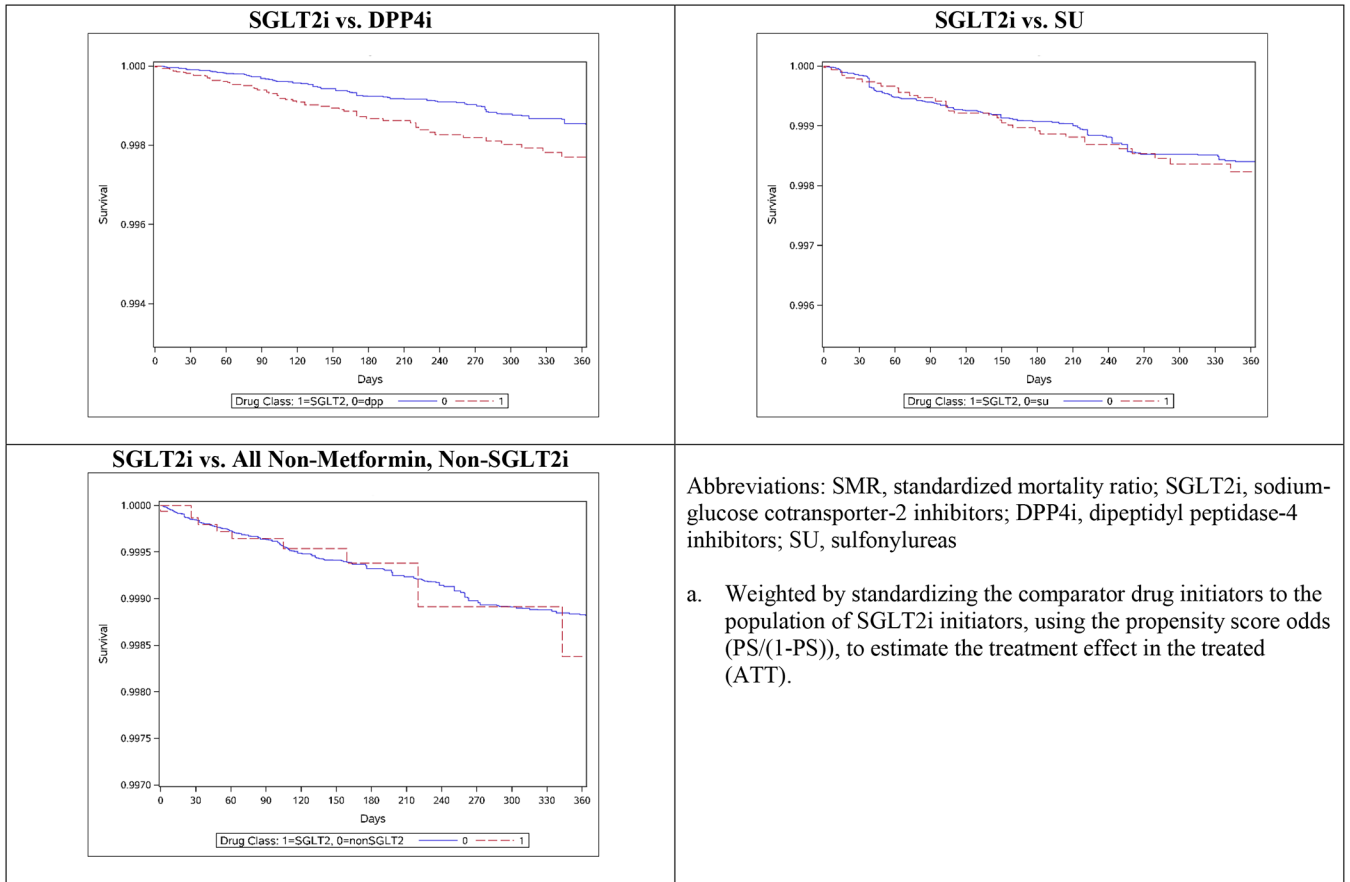 SGLT2i vs. DPP4i
1.000
0.998
0.996
0.994
Survival
0 30 60 90 120 150 180 210 240 270 300 330 360
Days
Drug Class: 1=SGLT2, 0=dpp 0 1
SGLT2i vs. SU
1.000
0.999
0.998
0.997
0.996
Survival
0 30 60 90 120 150 180 210 240 270 300 330 360
Days
Drug Class: 1=SGLT2, 0=su 0 1
SGLT2i vs. All Non-Metformin, Non-SGLT2i
1.0000
0.9995
0.9990
0.9985
0.9980
0.9975
0.9970
Survival
0 30 60 90 120 150 180 210 240 270 300 330 360
Days
Drug Class: 1=SGLT2, 0=nonSGLT2 0 1
Abbreviations: SMR, standardized mortality ratio; SGLT2i, sodium-
glucose cotransporter-2 inhibitors; DPP4i, dipeptidyl peptidase-4
inhibitors; SU, sulfonylureas
a. Weighted by standardizing the comparator drug initiators to the
population of SGLT2i initiators, using the propensity score odds
(PS/(1-PS)), to estimate the treatment effect in the treated
(ATT).